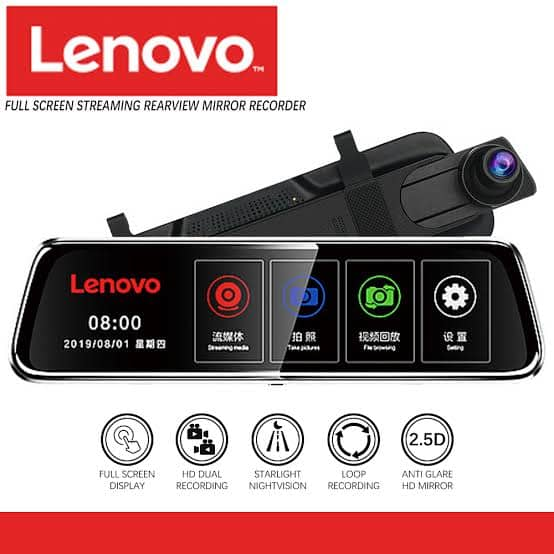 Lenovo™
FULL SCREEN STREAMING REARVIEW MIRROR RECORDER
Lenovo
08:00
2019/08/01 星期四
流媒体
Streaming media
拍照
Take pictures
视频回放
File browsing
设置
Setting
FULL SCREEN
DISPLAY
HD DUAL
RECORDING
STARLIGHT
NIGHTVISION
LOOP
RECORDING
2.5D
ANTI GLARE
HD MIRROR